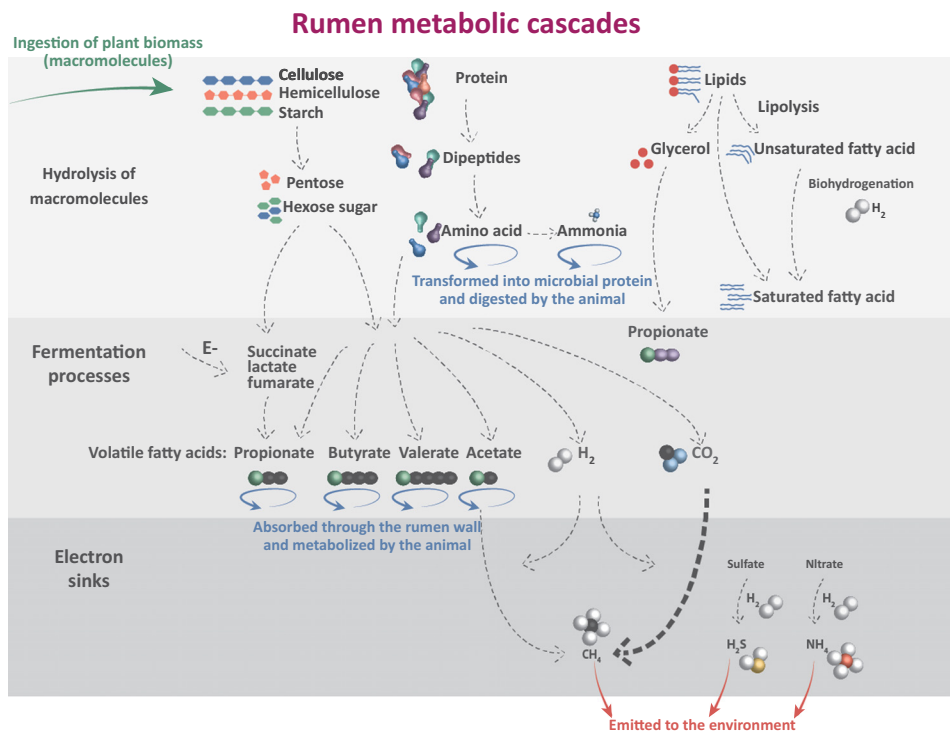 Rumen metabolic cascades
Ingestion of plant biomass
(macromolecules)
Cellulose
Hemicellulose
Starch
Protein
Lipids
Lipolysis
Dipeptides
Glycerol
Unsaturated fatty acid
Hydrolysis of
macromolecules
Pentose
Hexose sugar
Biohydrogenation
H2
Amino acid
Ammonia
Transformed into microbial protein
and digested by the animal
Saturated fatty acid
Propionate
Fermentation
processes
E-
Succinate
lactate
fumarate
Volatile fatty acids:
Propionate
Butyrate
Valerate
Acetate
H2
CO2
Absorbed through the rumen wall
and metabolized by the animal
Electron
sinks
Sulfate
NItrate
H2
H2
CH4
H2S
NH4
Emitted to the environment